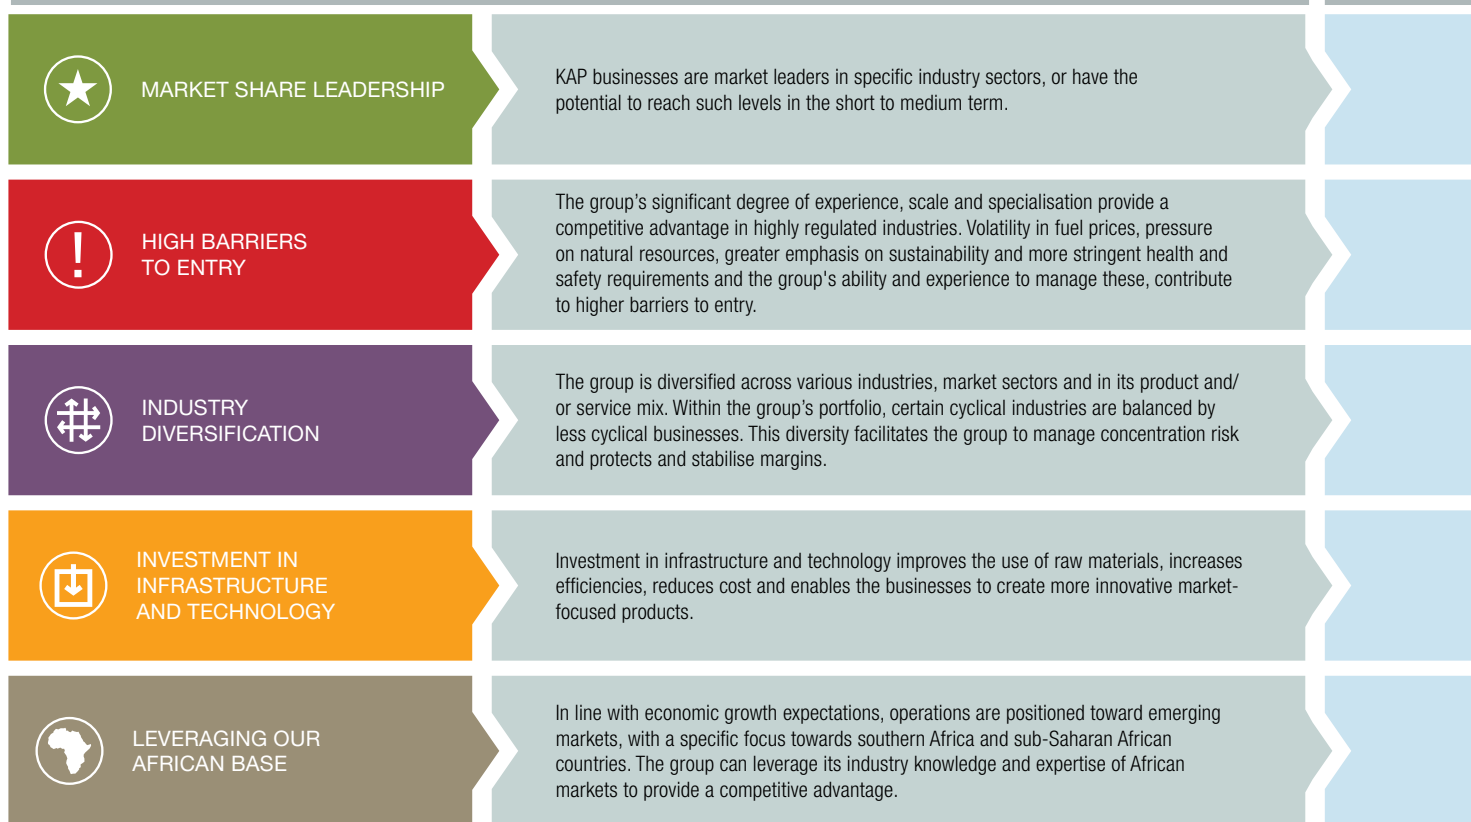 MARKET SHARE LEADERSHIP
KAP businesses are market leaders in specific industry sectors, or have the
potential to reach such levels in the short to medium term.
HIGH BARRIERS
TO ENTRY
The group’s significant degree of experience, scale and specialisation provide a
competitive advantage in highly regulated industries. Volatility in fuel prices, pressure
on natural resources, greater emphasis on sustainability and more stringent health and
safety requirements and the group's ability and experience to manage these, contribute
to higher barriers to entry.
INDUSTRY
DIVERSIFICATION
The group is diversified across various industries, market sectors and in its product and/
or service mix. Within the group’s portfolio, certain cyclical industries are balanced by
less cyclical businesses. This diversity facilitates the group to manage concentration risk
and protects and stabilise margins.
INVESTMENT IN
INFRASTRUCTURE
AND TECHNOLOGY
Investment in infrastructure and technology improves the use of raw materials, increases
efficiencies, reduces cost and enables the businesses to create more innovative market-
focused products.
LEVERAGING OUR
AFRICAN BASE
In line with economic growth expectations, operations are positioned toward emerging
markets, with a specific focus towards southern Africa and sub-Saharan African
countries. The group can leverage its industry knowledge and expertise of African
markets to provide a competitive advantage.